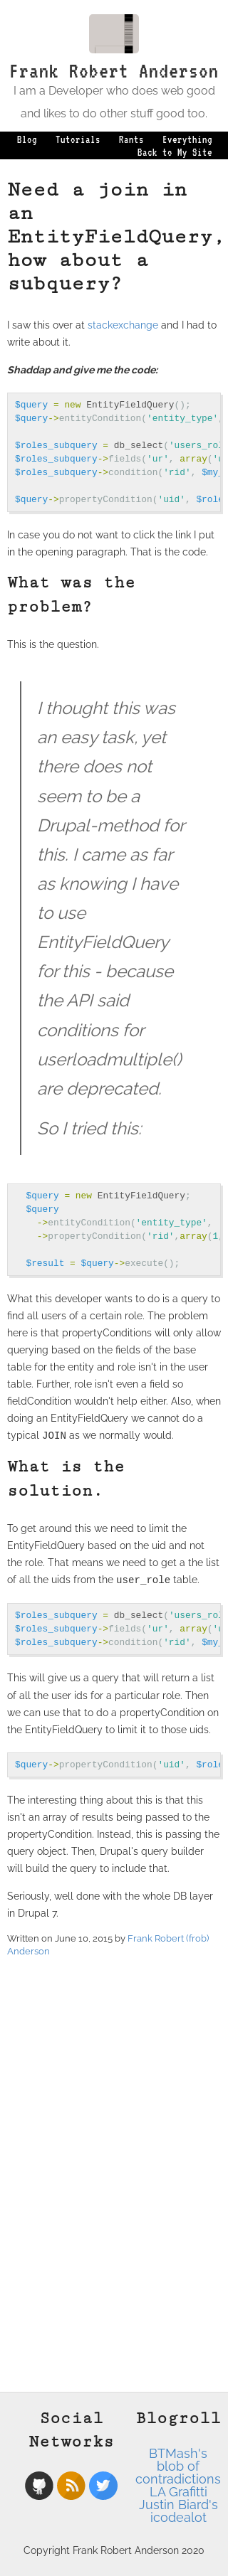 Frank Robert Anderson
I am a Developer who does web good
and likes to do other stuff good too.
Blog Tutorials Rants Everything
Back to My Site
Need a join in
an
EntityFieldQuery,
how about a
subquery?
I saw this over at stackexchange and I had to
write about it.
Shaddap and give me the code:
$query = new EntityFieldQuery();
$query->entityCondition('entity_type',
$roles_subquery = db_select('users_rol
$roles_subquery->fields('ur', array('u
$roles_subquery->condition('rid', $my_
$query->propertyCondition('uid', $role
In case you do not want to click the link I put
in the opening paragraph. That is the code.
What was the
problem?
This is the question.
I thought this was
an easy task, yet
there does not
seem to be a
Drupal-method for
this. I came as far
as knowing I have
to use
EntityFieldQuery
for this - because
the API said
conditions for
userloadmultiple()
are deprecated.
So I tried this:
$query = new EntityFieldQuery;
$query
->entityCondition('entity_type',
->propertyCondition('rid',array(1,
$result = $query->execute();
What this developer wants to do is a query to
find all users of a certain role. The problem
here is that propertyConditions will only allow
querying based on the fields of the base
table for the entity and role isn't in the user
table. Further, role isn't even a field so
fieldCondition wouldn't help either. Also, when
doing an EntityFieldQuery we cannot do a
typical JOIN as we normally would.
What is the
solution.
To get around this we need to limit the
EntityFieldQuery based on the uid and not
the role. That means we need to get a the list
of all the uids from the user_role table.
$roles_subquery = db_select('users_rol
$roles_subquery->fields('ur', array('u
$roles_subquery->condition('rid', $my_
This will give us a query that will return a list
of all the user ids for a particular role. Then
we can use that to do a propertyCondition on
the EntityFieldQuery to limit it to those uids.
$query->propertyCondition('uid', $role
The interesting thing about this is that this
isn't an array of results being passed to the
propertyCondition. Instead, this is passing the
query object. Then, Drupal's query builder
will build the query to include that.
Seriously, well done with the whole DB layer
in Drupal 7.
Written on June 10, 2015 by Frank Robert (frob)
Anderson
Social
Networks
Blogroll
BTMash's
blob of
contradictions
LA Grafitti
Justin Biard's
icodealot
Copyright Frank Robert Anderson 2020